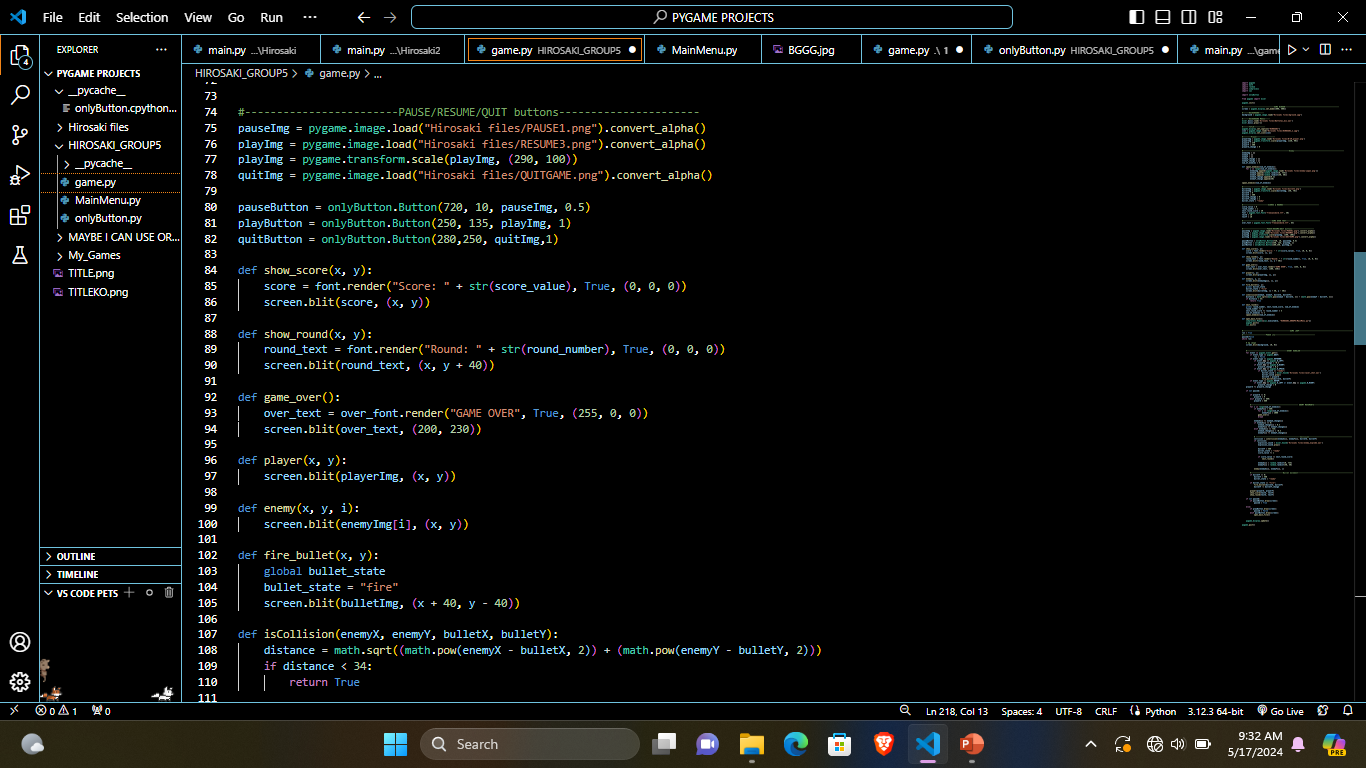 File Edit Selection View Go Run ··· PYGAME PROJECTS
EXPLORER
main.py ...\Hirosaki main.py ...\Hirosaki2 game.py HIROSAKI_GROUP5 MainMenu.py BGGG.jpg game.py .\ 1 onlyButton.py HIROSAKI_GROUP5 main.py ...\game
HIROSAKI_GROUP5 > game.py > ...
PYGAME PROJECTS
__pycache__
onlyButton.cpython...
Hirosaki files
HIROSAKI_GROUP5
__pycache__
game.py
MainMenu.py
onlyButton.py
MAYBE I CAN USE OR...
My_Games
TITLE.png
TITLEKO.png
OUTLINE
TIMELINE
VS CODE PETS
4
72
73
74 #------------------------PAUSE/RESUME/QUIT buttons----------------------
75 pauseImg = pygame.image.load("Hirosaki files/PAUSE1.png").convert_alpha()
76 playImg = pygame.image.load("Hirosaki files/RESUME3.png").convert_alpha()
77 playImg = pygame.transform.scale(playImg, (290, 100))
78 quitImg = pygame.image.load("Hirosaki files/QUITGAME.png").convert_alpha()
79
80 pauseButton = onlyButton.Button(720, 10, pauseImg, 0.5)
81 playButton = onlyButton.Button(250, 135, playImg, 1)
82 quitButton = onlyButton.Button(280,250, quitImg,1)
83
84 def show_score(x, y):
85 score = font.render("Score: " + str(score_value), True, (0, 0, 0))
86 screen.blit(score, (x, y))
87
88 def show_round(x, y):
89 round_text = font.render("Round: " + str(round_number), True, (0, 0, 0))
90 screen.blit(round_text, (x, y + 40))
91
92 def game_over():
93 over_text = over_font.render("GAME OVER", True, (255, 0, 0))
94 screen.blit(over_text, (200, 230))
95
96 def player(x, y):
97 screen.blit(playerImg, (x, y))
98
99 def enemy(x, y, i):
100 screen.blit(enemyImg[i], (x, y))
101
102 def fire_bullet(x, y):
103 global bullet_state
104 bullet_state = "fire"
105 screen.blit(bulletImg, (x + 40, y - 40))
106
107 def isCollision(enemyX, enemyY, bulletX, bulletY):
108 distance = math.sqrt((math.pow(enemyX - bulletX, 2)) + (math.pow(enemyY - bulletY, 2)))
109 if distance < 34:
110 return True
111
0 1 0 Ln 218, Col 13 Spaces: 4 UTF-8 CRLF Python 3.12.3 64-bit Go Live
Search
9:32 AM
5/17/2024
PRE